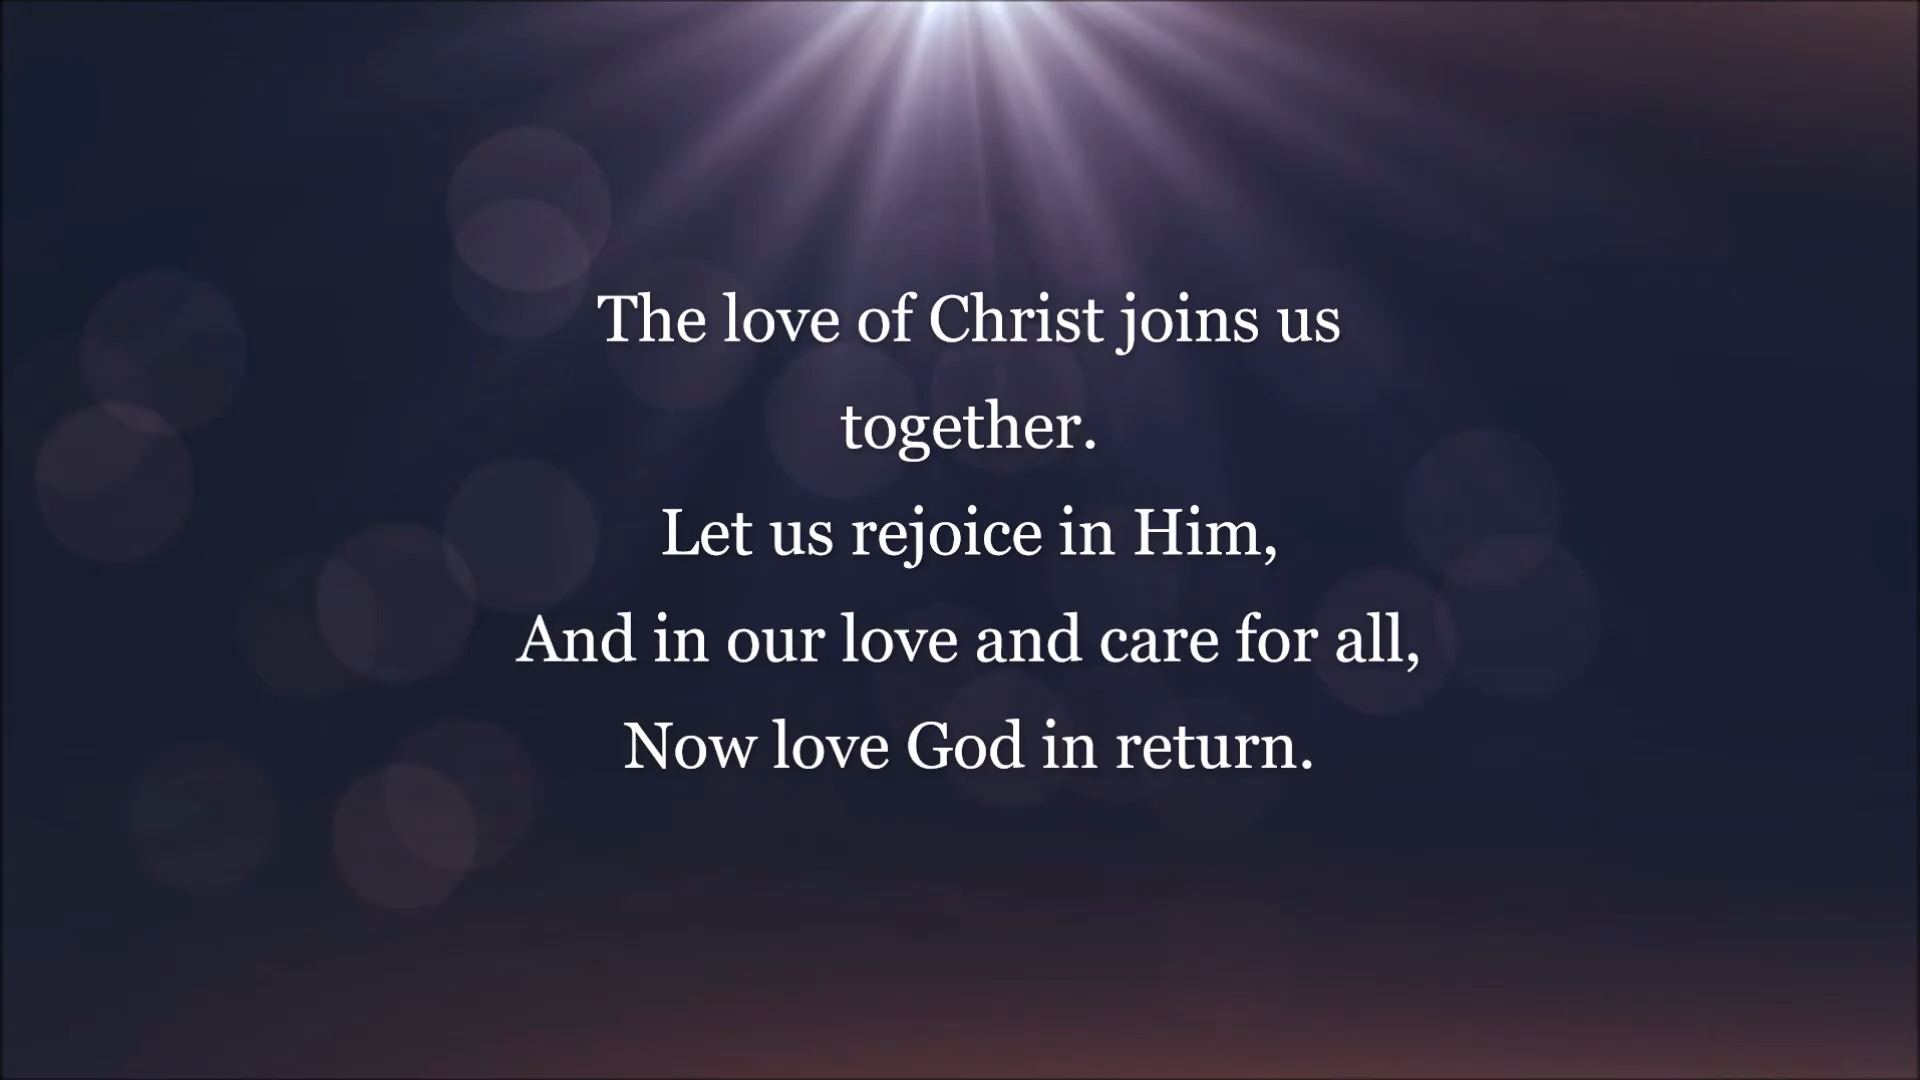 The love of Christ joins us
together.
Let us rejoice in Him,
And in our love and care for all,
Now love God in return.